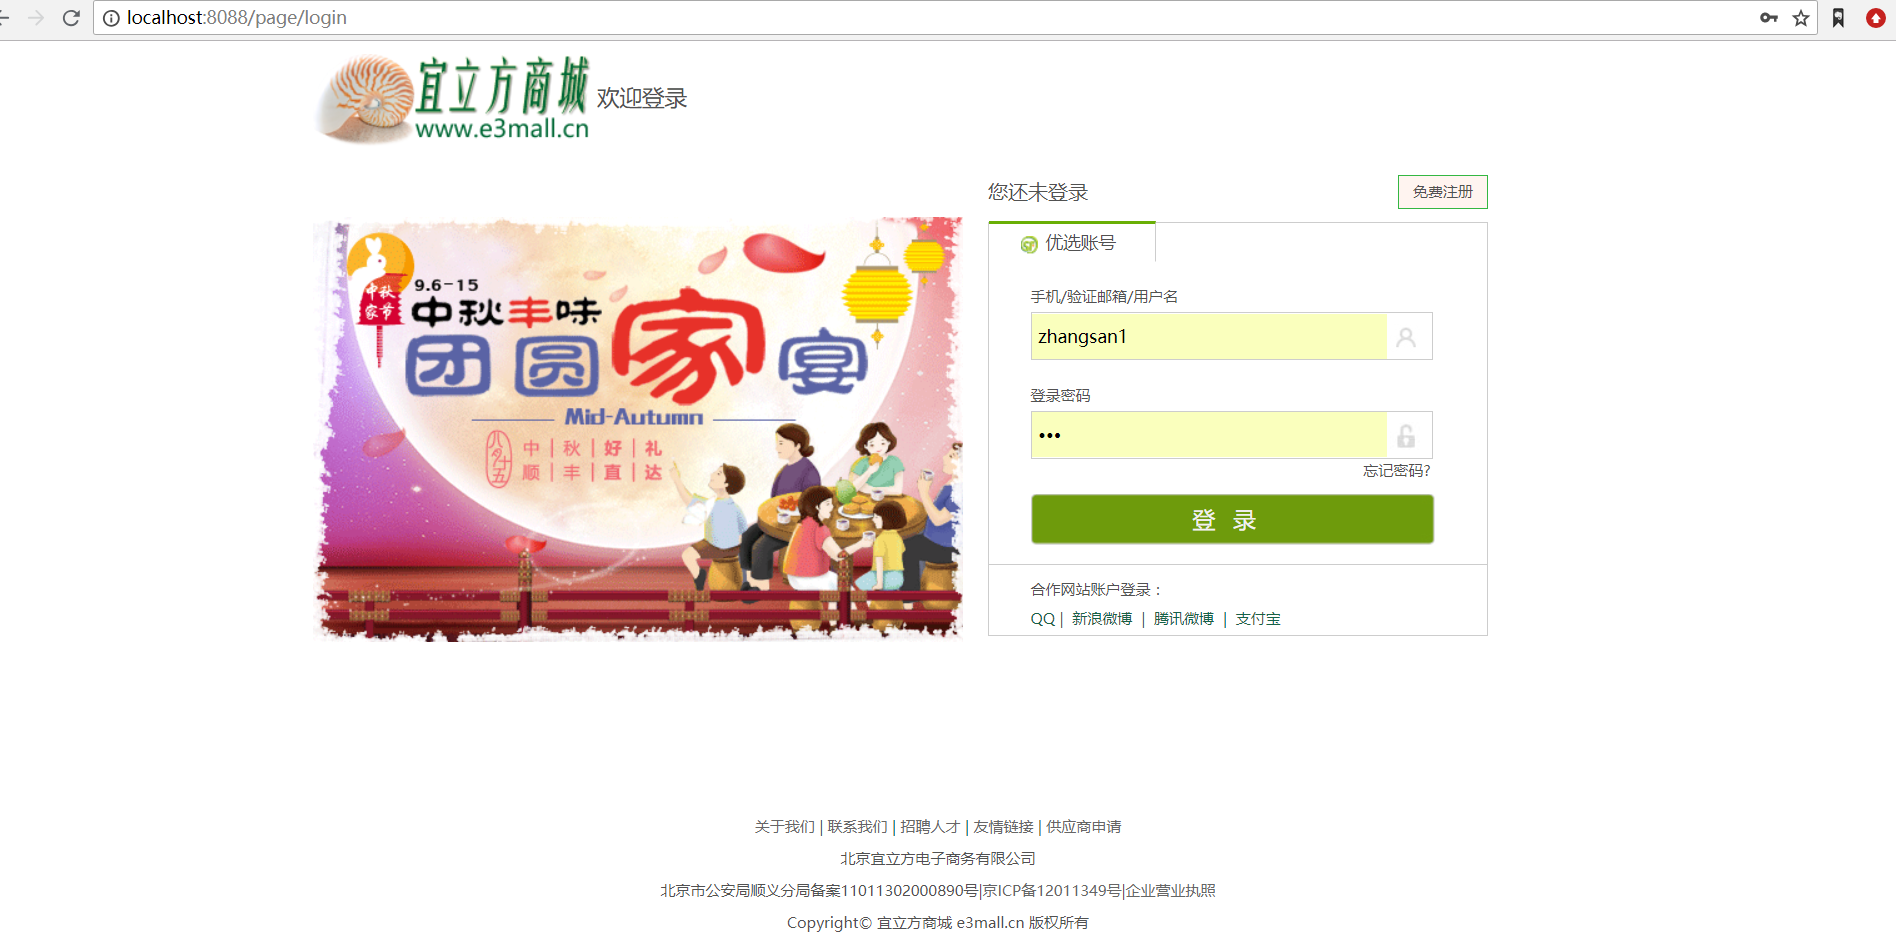 localhost:8088/page/login
宜立方商城
www.e3mall.cn
欢迎登录
您还未登录
免费注册
优选账号
手机/验证邮箱/用户名
zhangsan1
登录密码
•••
忘记密码?
登 录
合作网站账户登录：
QQ | 新浪微博 | 腾讯微博 | 支付宝
中秋
家节
9.6-15
中秋丰味
团圆家宴
Mid-Autumn
八月十五
中 | 秋 | 好 | 礼
顺 | 丰 | 直 | 达
关于我们 | 联系我们 | 招聘人才 | 友情链接 | 供应商申请
北京宜立方电子商务有限公司
北京市公安局顺义分局备案11011302000890号|京ICP备12011349号|企业营业执照
Copyright© 宜立方商城 e3mall.cn 版权所有